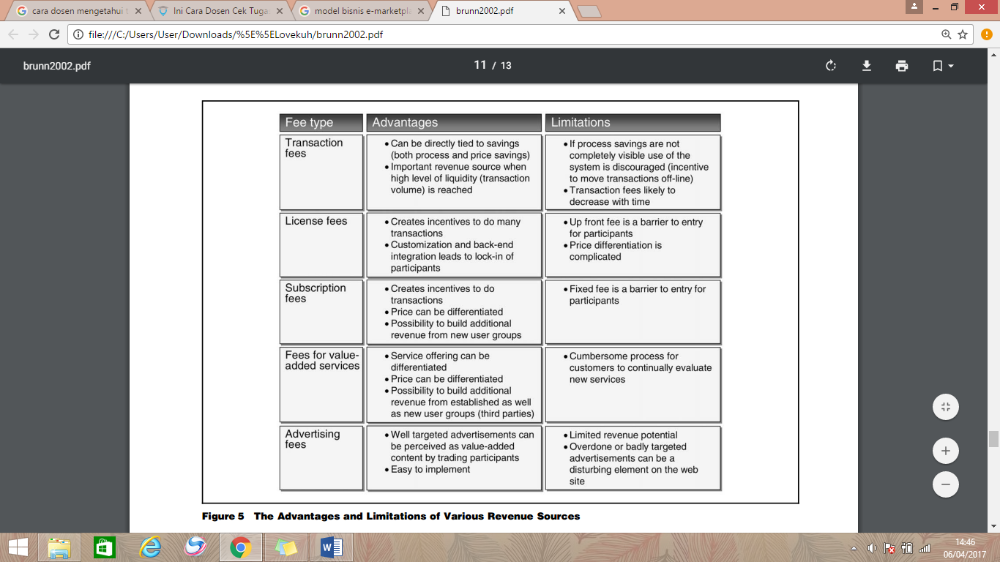 cara dosen mengetahui t
Ini Cara Dosen Cek Tuga
model bisnis e-marketpla
brunn2002.pdf
file:///C:/Users/User/Downloads/%5E%5ELovekuh/brunn2002.pdf
brunn2002.pdf
11 / 13
Fee type
Advantages
Limitations
Transaction
fees
• Can be directly tied to savings
(both process and price savings)
• Important revenue source when
high level of liquidity (transaction
volume) is reached
• If process savings are not
completely visible use of the
system is discouraged (incentive
to move transactions off-line)
• Transaction fees likely to
decrease with time
License fees
• Creates incentives to do many
transactions
• Customization and back-end
integration leads to lock-in of
participants
• Up front fee is a barrier to entry
for participants
• Price differentiation is
complicated
Subscription
fees
• Creates incentives to do
transactions
• Price can be differentiated
• Possibility to build additional
revenue from new user groups
• Fixed fee is a barrier to entry for
participants
Fees for value-
added services
• Service offering can be
differentiated
• Price can be differentiated
• Possibility to build additional
revenue from established as well
as new user groups (third parties)
• Cumbersome process for
customers to continually evaluate
new services
Advertising
fees
• Well targeted advertisements can
be perceived as value-added
content by trading participants
• Easy to implement
• Limited revenue potential
• Overdone or badly targeted
advertisements can be a
disturbing element on the web
site
Figure 5 The Advantages and Limitations of Various Revenue Sources
14:46
06/04/2017